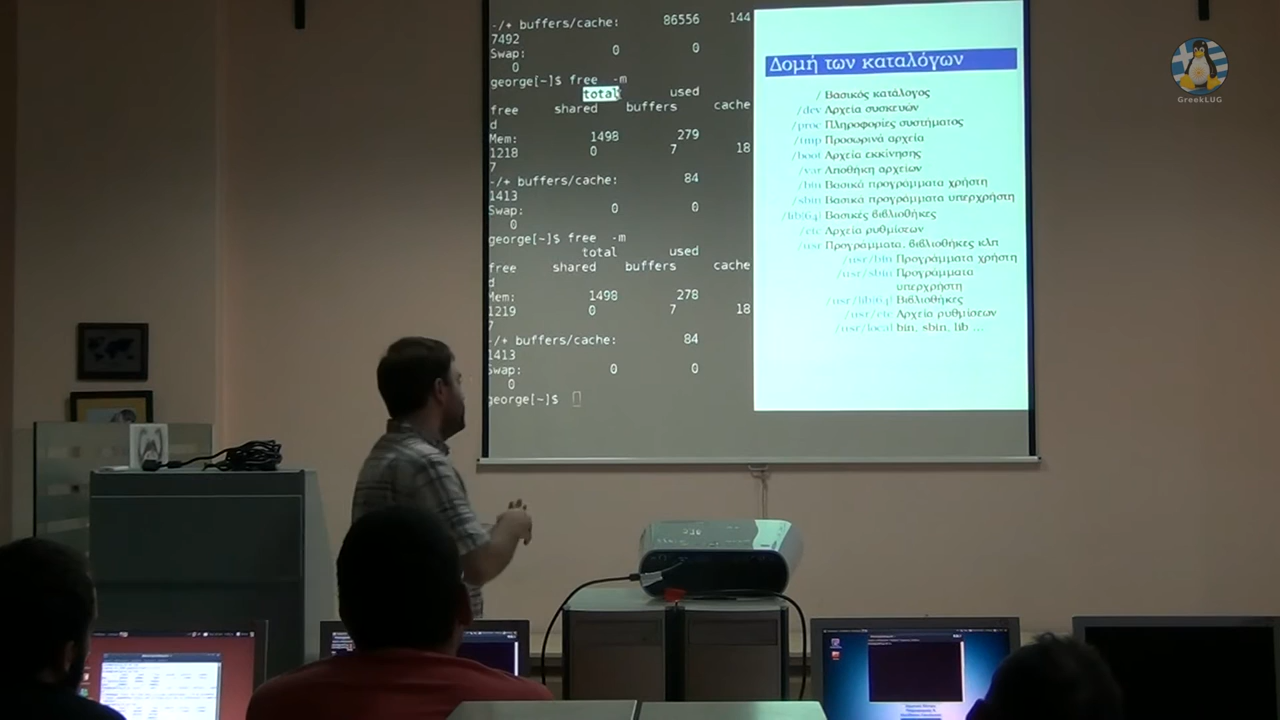 -/+ buffers/cache: 86556 144
7492
Swap: 0 0
0
george[~]$ free -m
total used
free shared buffers cache
d
Mem: 1498 279
1218 0 7 18
7
-/+ buffers/cache: 84
1413
Swap: 0 0
0
george[~]$ free -m
total used
free shared buffers cache
d
Mem: 1498 278
1219 0 7 18
7
-/+ buffers/cache: 84
1413
Swap: 0 0
0
george[~]$
Δομή των καταλόγων
/ Βασικός κατάλογος
/dev Αρχεία συσκευών
/proc Πληροφορίες συστήματος
/tmp Προσωρινά αρχεία
/boot Αρχεία εκκίνησης
/var Αποθήκη αρχείων
/bin Βασικά προγράμματα χρήστη
/sbin Βασικά προγράμματα υπερχρήστη
/lib[64] Βασικές βιβλιοθήκες
/etc Αρχεία ρυθμίσεων
/usr Προγράμματα, βιβλιοθήκες κλπ
/usr/bin Προγράμματα χρήστη
/usr/sbin Προγράμματα
υπερχρήστη
/usr/lib[64] Βιβλιοθήκες
/usr/etc Αρχεία ρυθμίσεων
/usr/local bin, sbin, lib ...
GreekLUG